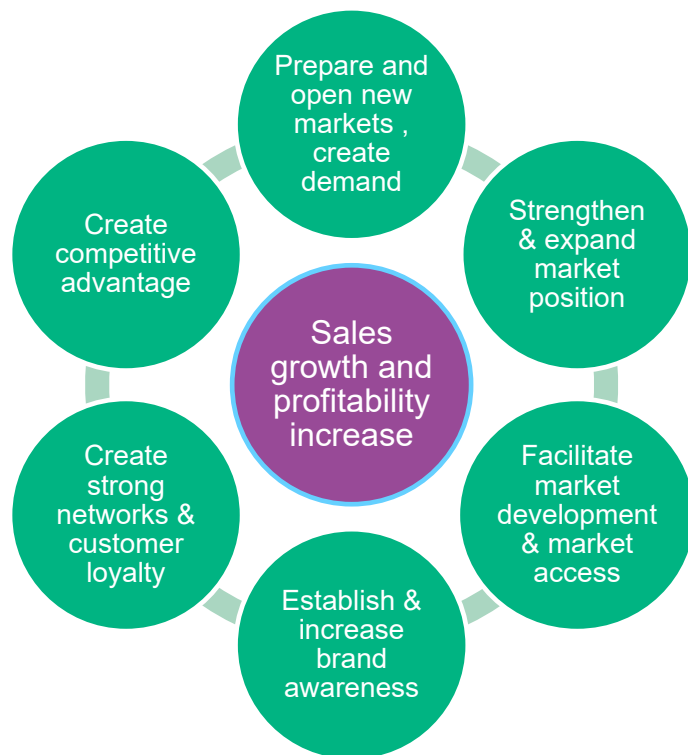 Prepare and
open new
markets ,
create
demand
Strengthen
& expand
market
position
Facilitate
market
development
& market
access
Establish &
increase
brand
awareness
Create
strong
networks &
customer
loyalty
Create
competitive
advantage
Sales
growth and
profitability
increase